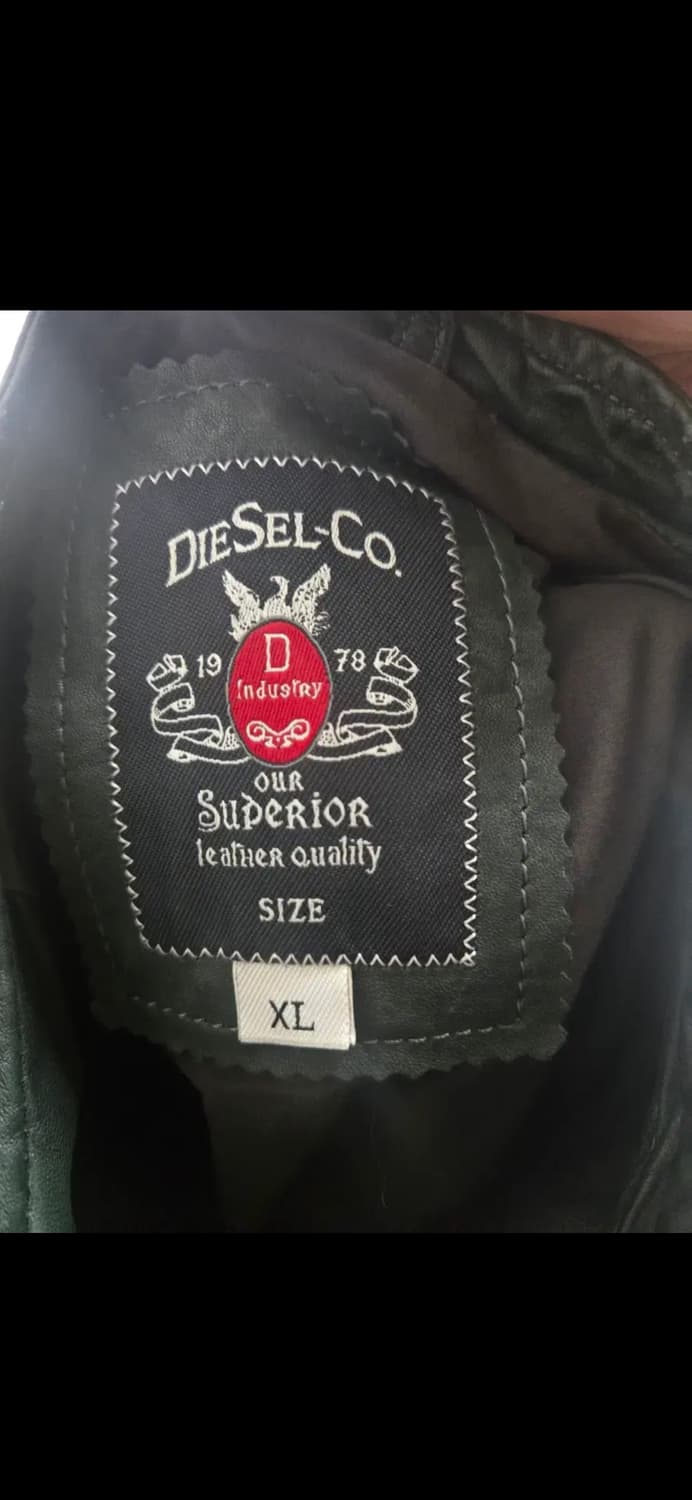 DIESEL-CO.
19 D 78
Industry
OUR
SUPERIOR
leather quality
SIZE
XL